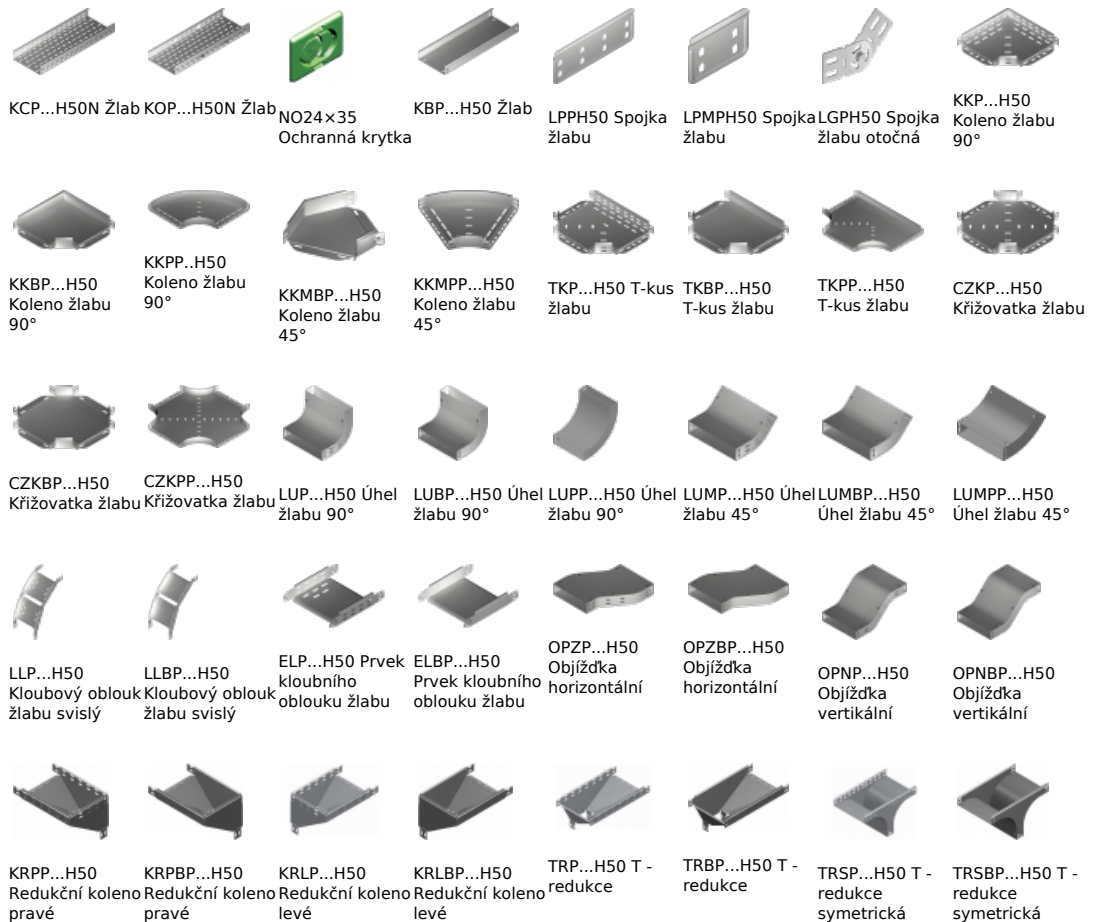 KCP...H50N Žlab
KOP...H50N Žlab
NO24×35
Ochranná krytka
KBP...H50 Žlab
LPPH50 Spojka
žlabu
LPMPH50 Spojka
žlabu
LGPH50 Spojka
žlabu otočná
KKP...H50
Koleno žlabu
90°
KKBP...H50
Koleno žlabu
90°
KKPP..H50
Koleno žlabu
90°
KKMBP...H50
Koleno žlabu
45°
KKMPP...H50
Koleno žlabu
45°
TKP...H50 T-kus
žlabu
TKBP...H50
T-kus žlabu
TKPP...H50
T-kus žlabu
CZKP...H50
Křižovatka žlabu
CZKBP...H50
Křižovatka žlabu
CZKPP...H50
Křižovatka žlabu
LUP...H50 Úhel
žlabu 90°
LUBP...H50 Úhel
žlabu 90°
LUPP...H50 Úhel
žlabu 90°
LUMP...H50 Úhel
žlabu 45°
LUMBP...H50
Úhel žlabu 45°
LUMPP...H50
Úhel žlabu 45°
LLP...H50
Kloubový oblouk
žlabu svislý
LLBP...H50
Kloubový oblouk
žlabu svislý
ELP...H50 Prvek
kloubního
oblouku žlabu
ELBP...H50
Prvek kloubního
oblouku žlabu
OPZP...H50
Objížďka
horizontální
OPZBP...H50
Objížďka
horizontální
OPNP...H50
Objížďka
vertikální
OPNBP...H50
Objížďka
vertikální
KRPP...H50
Redukční koleno
pravé
KRPBP...H50
Redukční koleno
pravé
KRLP...H50
Redukční koleno
levé
KRLBP...H50
Redukční koleno
levé
TRP...H50 T -
redukce
TRBP...H50 T -
redukce
TRSP...H50 T -
redukce
symetrická
TRSBP...H50 T -
redukce
symetrická